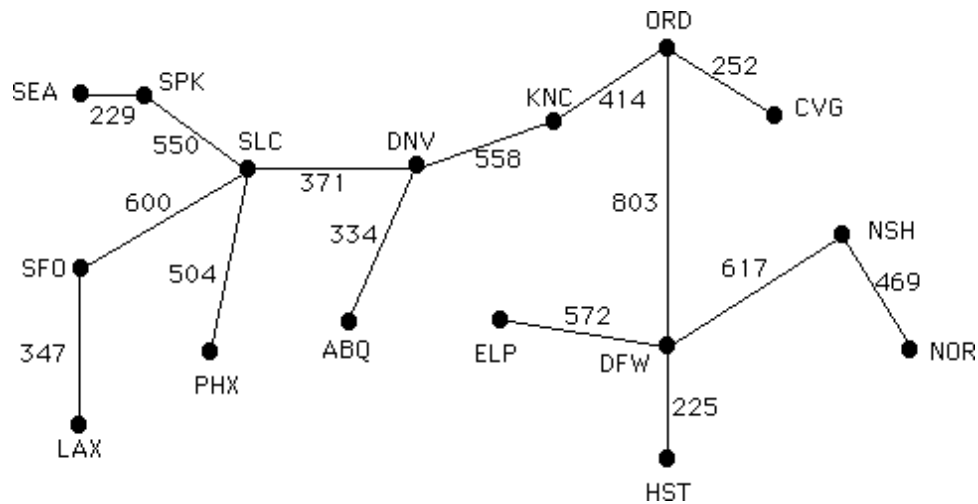 ORD
252
SEA
SPK
KNC
414
CVG
229
550
SLC
DNV
558
371
600
803
334
NSH
SFO
504
617
469
572
347
ABQ
ELP
DFW
NOR
PHX
225
LAX
HST